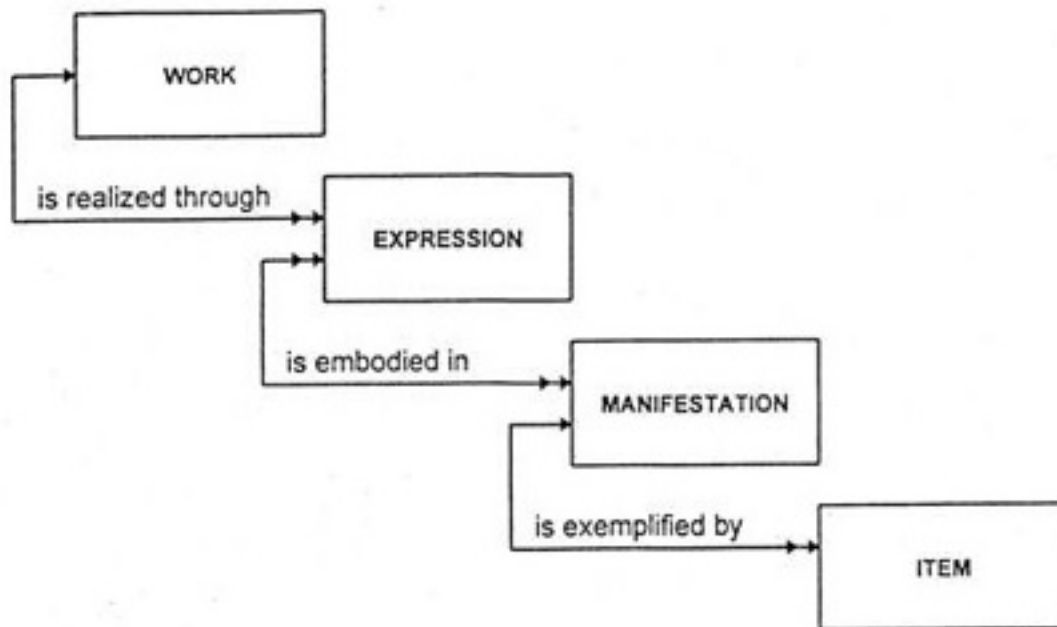 WORK
is realized through
EXPRESSION
is embodied in
MANIFESTATION
is exemplified by
ITEM